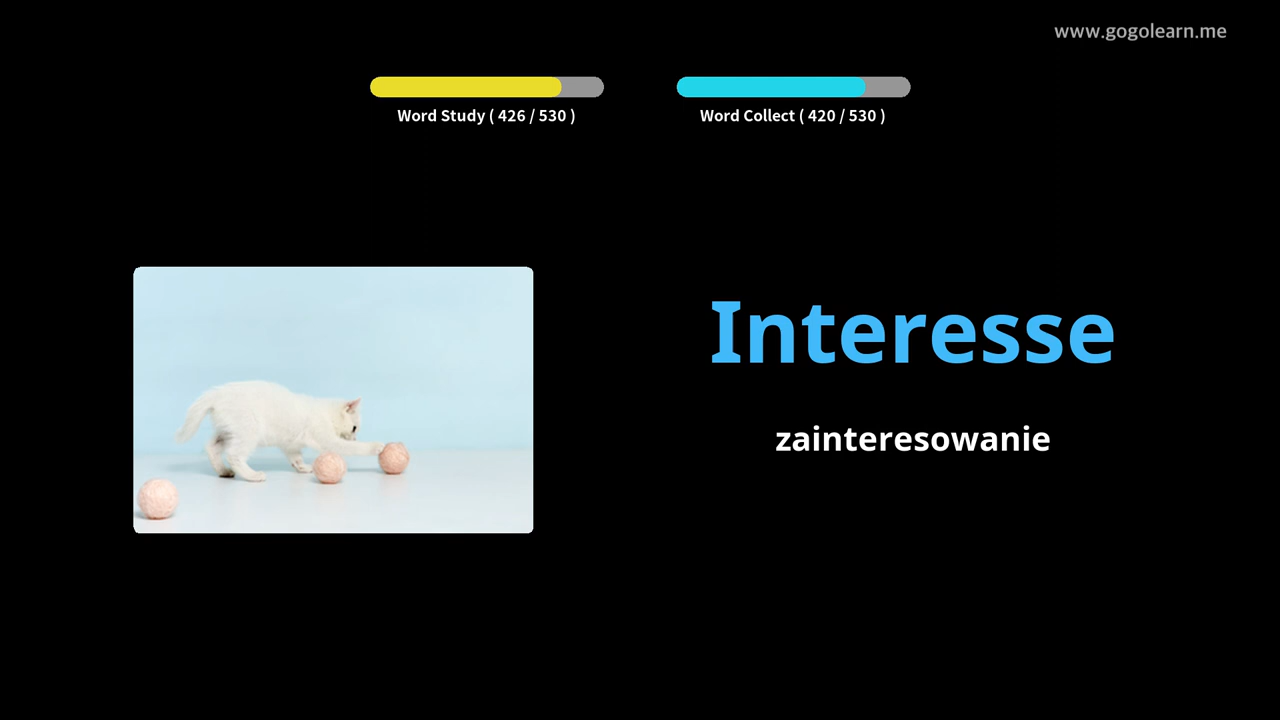 www.gogolearn.me
Word Study ( 426 / 530 )
Word Collect ( 420 / 530 )
Interesse
zainteresowanie